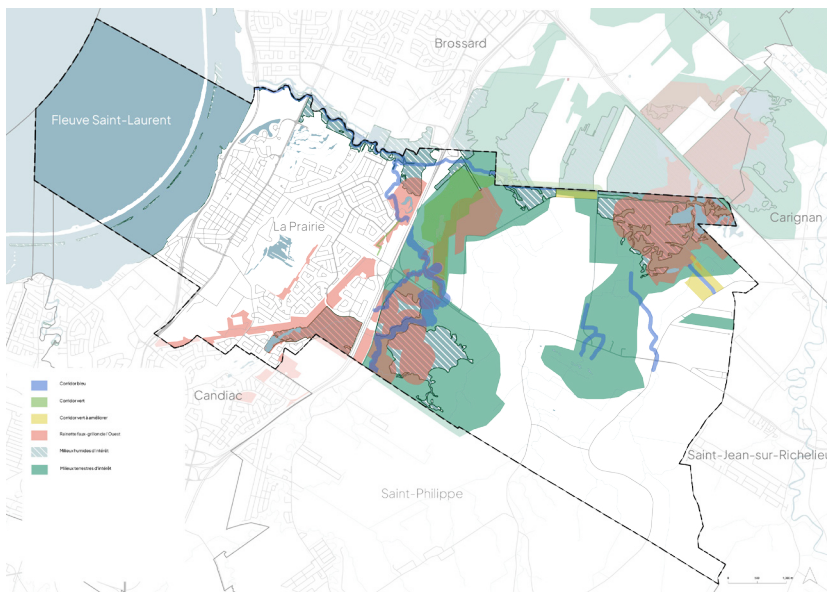 Brossard
Fleuve Saint-Laurent
La Prairie
Carignan
Candiac
Saint-Jean-sur-Richelieu
Saint-Philippe
Corridor bleu
Corridor vert
Corridor vert à améliorer
Rainette faux-grillon de l'Ouest
Milieux humides d'intérêt
Milieux terrestres d'intérêt